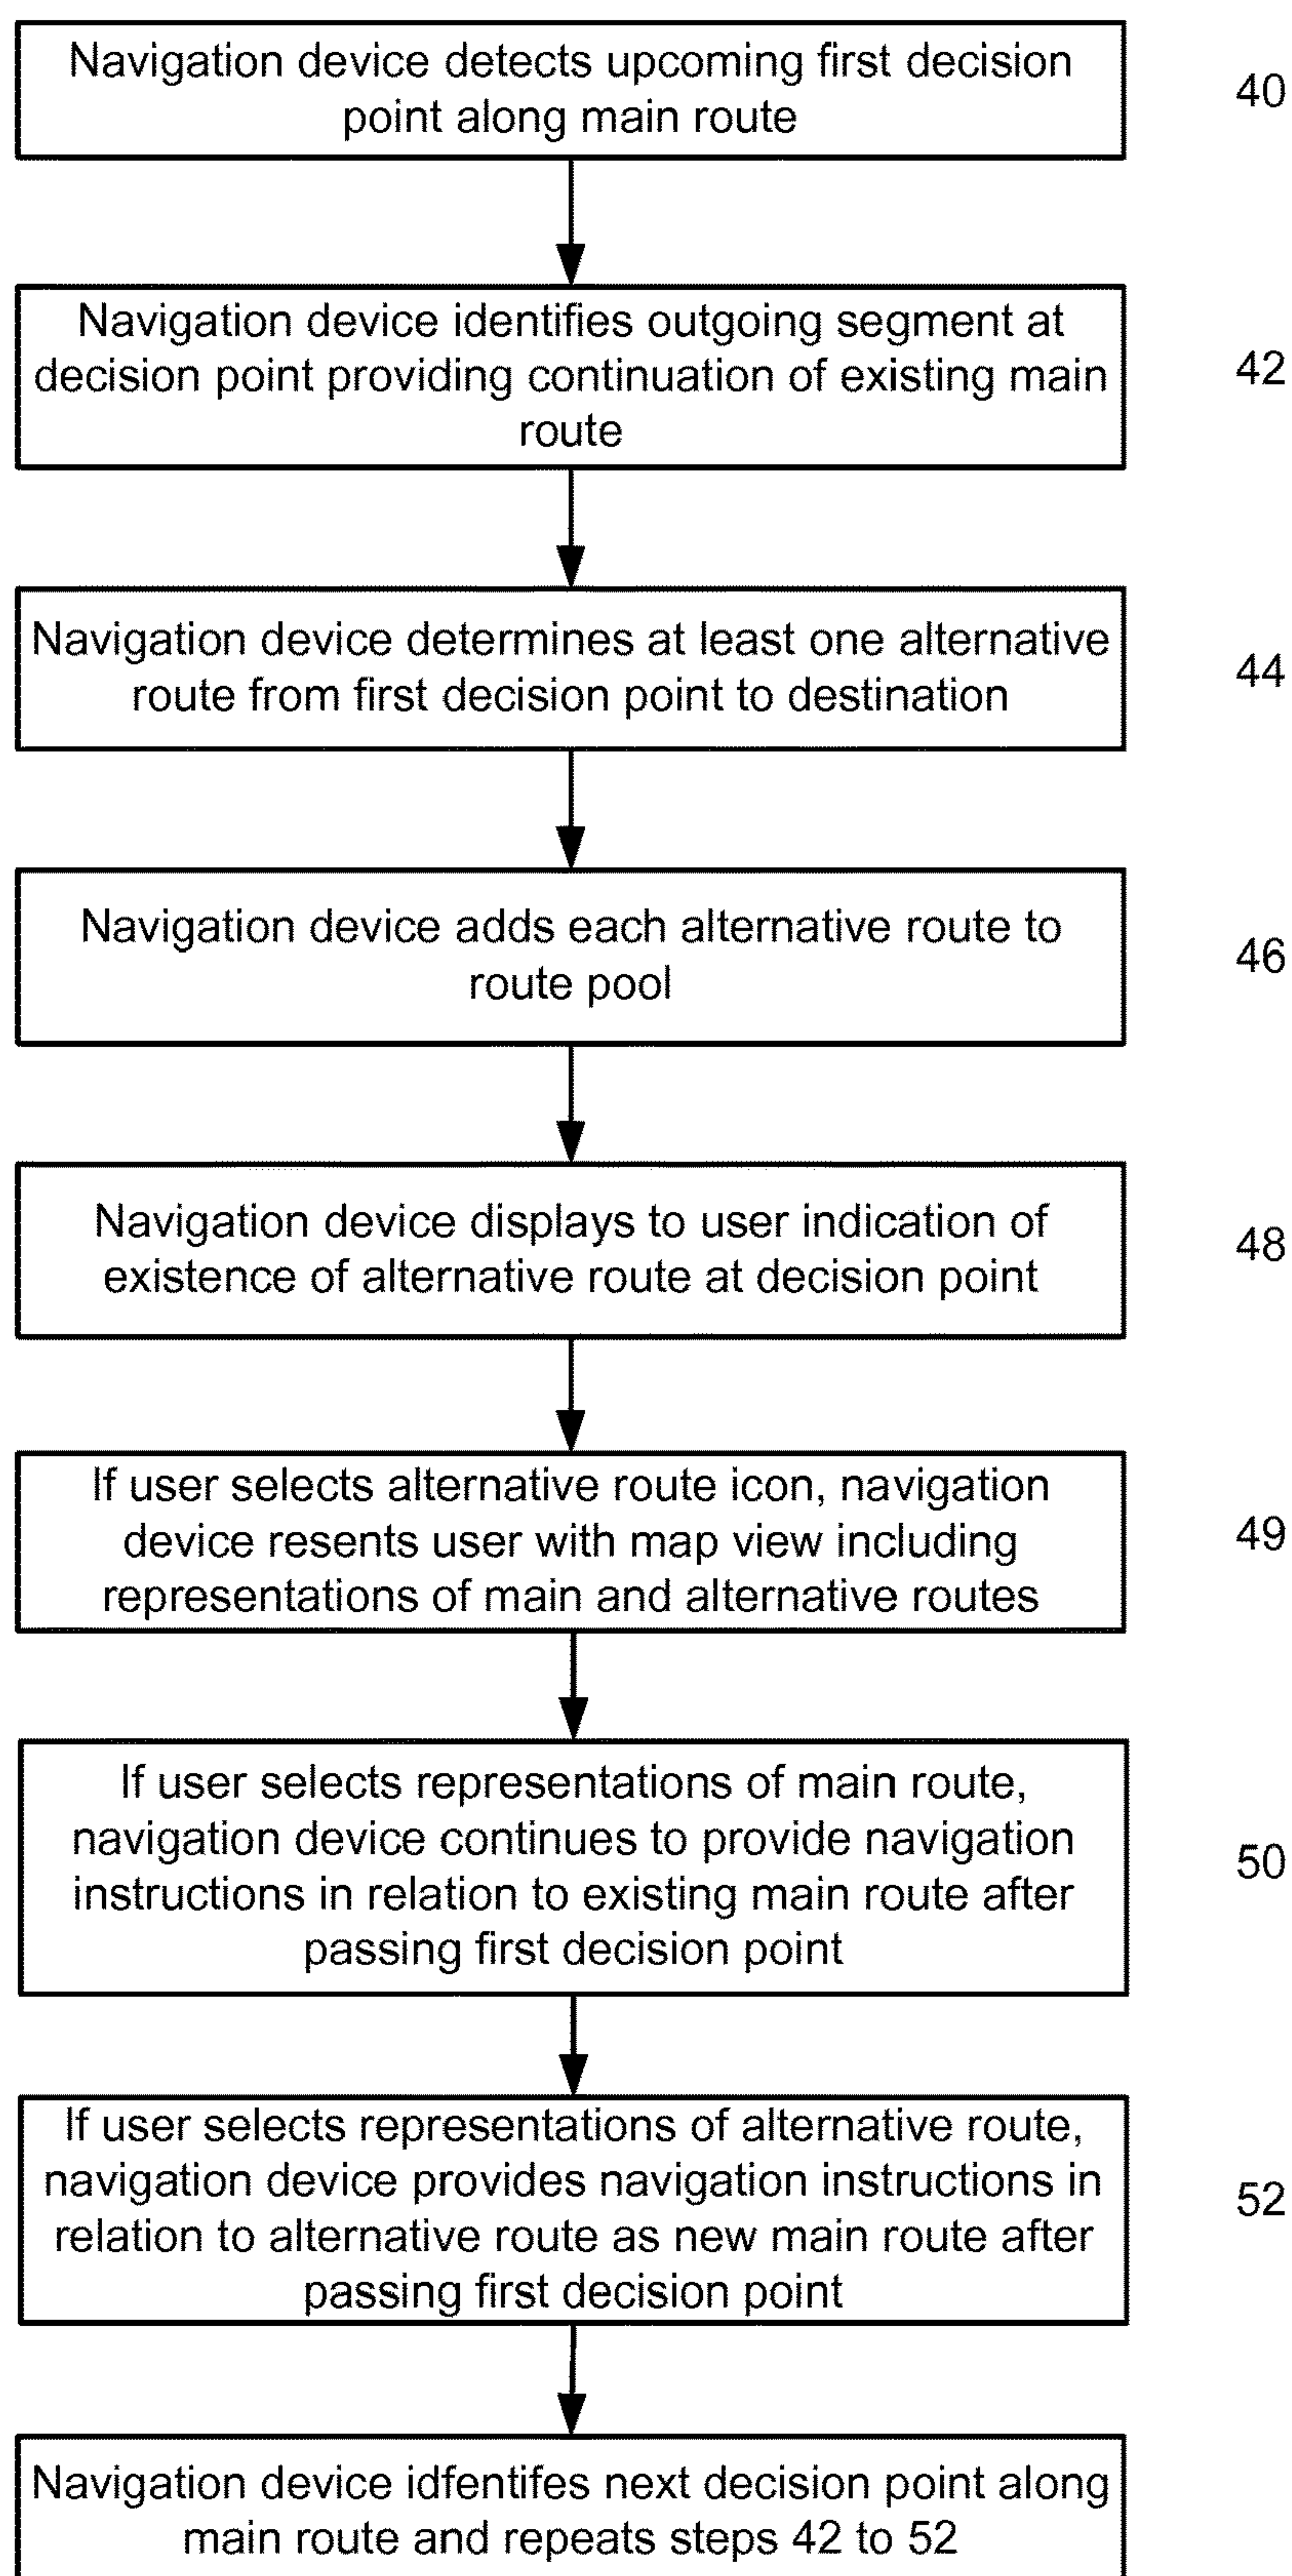 Navigation device detects upcoming first decision
point along main route
40
Navigation device identifies outgoing segment at
decision point providing continuation of existing main
route
42
Navigation device determines at least one alternative
route from first decision point to destination
44
Navigation device adds each alternative route to
route pool
46
Navigation device displays to user indication of
existence of alternative route at decision point
48
If user selects alternative route icon, navigation
device resents user with map view including
representations of main and alternative routes
49
If user selects representations of main route,
navigation device continues to provide navigation
instructions in relation to existing main route after
passing first decision point
50
If user selects representations of alternative route,
navigation device provides navigation instructions in
relation to alternative route as new main route after
passing first decision point
52
Navigation device idfentifes next decision point along
main route and repeats steps 42 to 52